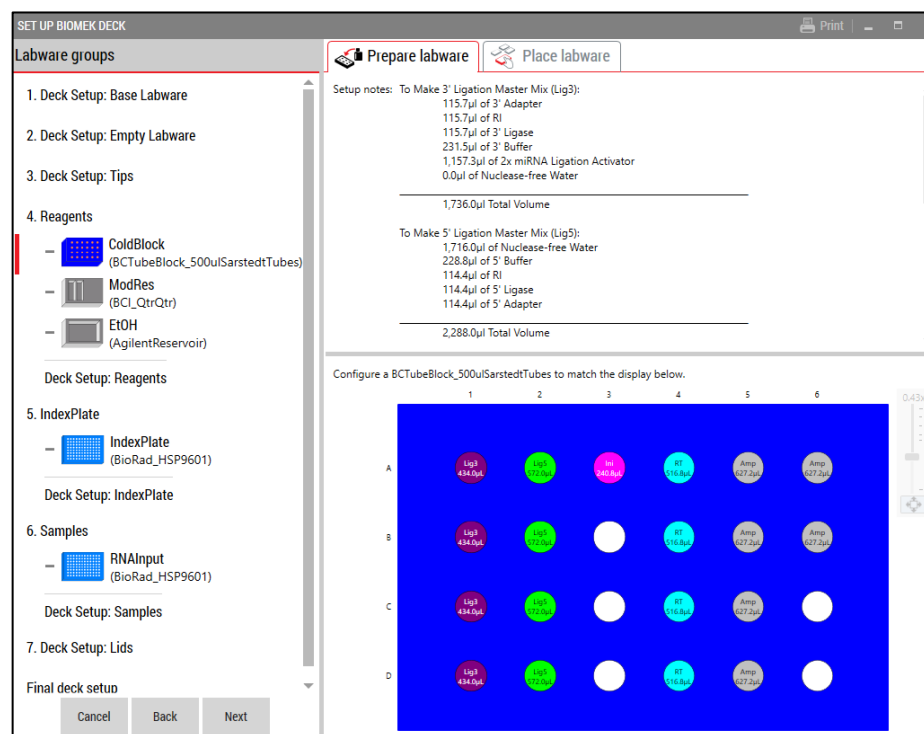 SET UP BIOMEK DECK
Print
Labware groups
Prepare labware
Place labware
1. Deck Setup: Base Labware
2. Deck Setup: Empty Labware
3. Deck Setup: Tips
4. Reagents
ColdBlock
(BCTubeBlock_500ulSarstedtTubes)
ModRes
(BCI_QtrQtr)
EtOH
(AgilentReservoir)
Deck Setup: Reagents
5. IndexPlate
IndexPlate
(BioRad_HSP9601)
Deck Setup: IndexPlate
6. Samples
RNAInput
(BioRad_HSP9601)
Deck Setup: Samples
7. Deck Setup: Lids
Final deck setup
Cancel Back Next
Setup notes: To Make 3' Ligation Master Mix (Lig3):
115.7µl of 3' Adapter
115.7µl of RI
115.7µl of 3' Ligase
231.5µl of 3' Buffer
1,157.3µl of 2x miRNA Ligation Activator
0.0µl of Nuclease-free Water
1,736.0µl Total Volume
To Make 5' Ligation Master Mix (Lig5):
1,716.0µl of Nuclease-free Water
228.8µl of 5' Buffer
114.4µl of RI
114.4µl of 5' Ligase
114.4µl of 5' Adapter
2,288.0µl Total Volume
Configure a BCTubeBlock_500ulSarstedtTubes to match the display below.
1 2 3 4 5 6
0.43x
A
Lig3 Lig5 Ini RT Amp Amp
434.0µL 572.0µL 240.8µL 516.8µL 627.2µL 627.2µL
B
Lig3 Lig5 RT Amp Amp
434.0µL 572.0µL 516.8µL 627.2µL 627.2µL
C
Lig3 Lig5 RT Amp
434.0µL 572.0µL 516.8µL 627.2µL
D
Lig3 Lig5 RT Amp
434.0µL 572.0µL 516.8µL 627.2µL